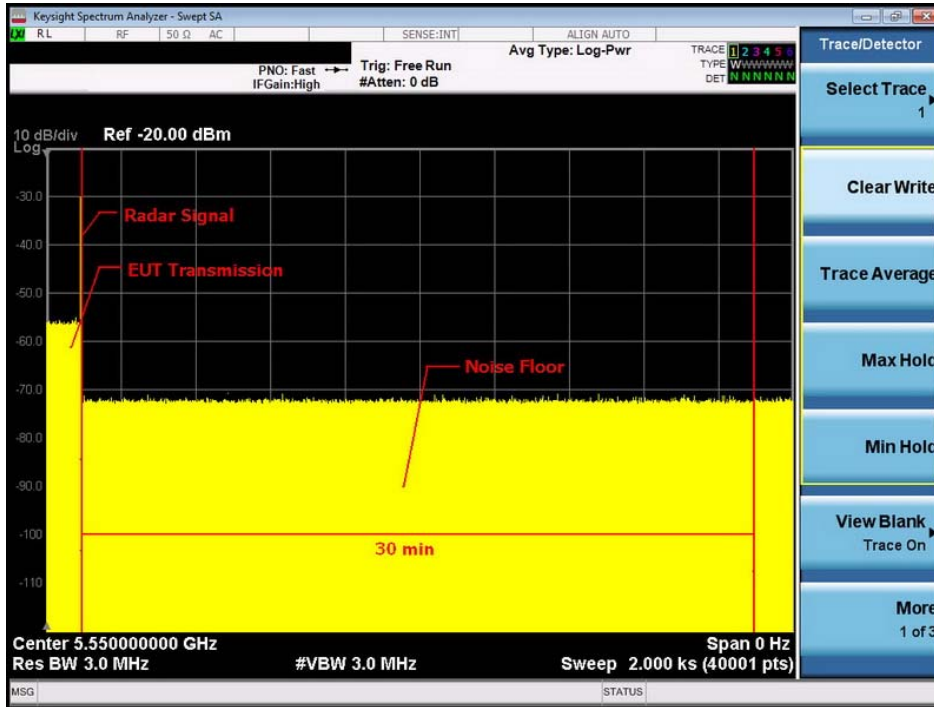 Keysight Spectrum Analyzer - Swept SA
LXI RL RF 50 Ω AC SENSE:INT ALIGN AUTO
Avg Type: Log-Pwr
TRACE 1 2 3 4 5 6
PNO: Fast Trig: Free Run
TYPE WWWWWW
IFGain:High #Atten: 0 dB
DET N N N N N N
10 dB/div Ref -20.00 dBm
Log
-30.0
Radar Signal
-40.0
EUT Transmission
-50.0
-60.0
Noise Floor
-70.0
-80.0
-90.0
-100
30 min
-110
Center 5.550000000 GHz Span 0 Hz
Res BW 3.0 MHz #VBW 3.0 MHz Sweep 2.000 ks (40001 pts)
MSG STATUS
Trace/Detector
Select Trace
1
Clear Write
Trace Average
Max Hold
Min Hold
View Blank
Trace On
More
1 of 3